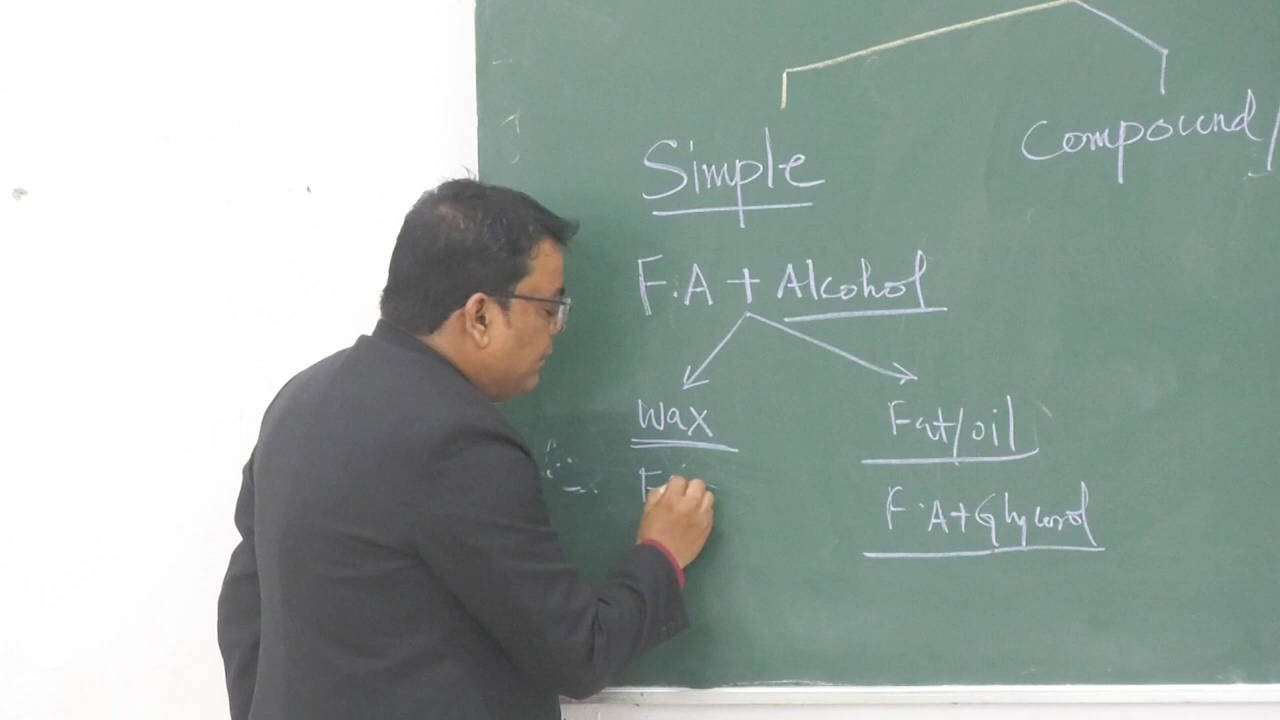 Simple
Compound/
F.A + Alcohol
Wax
Fat/oil
F
F.A+Glycerol